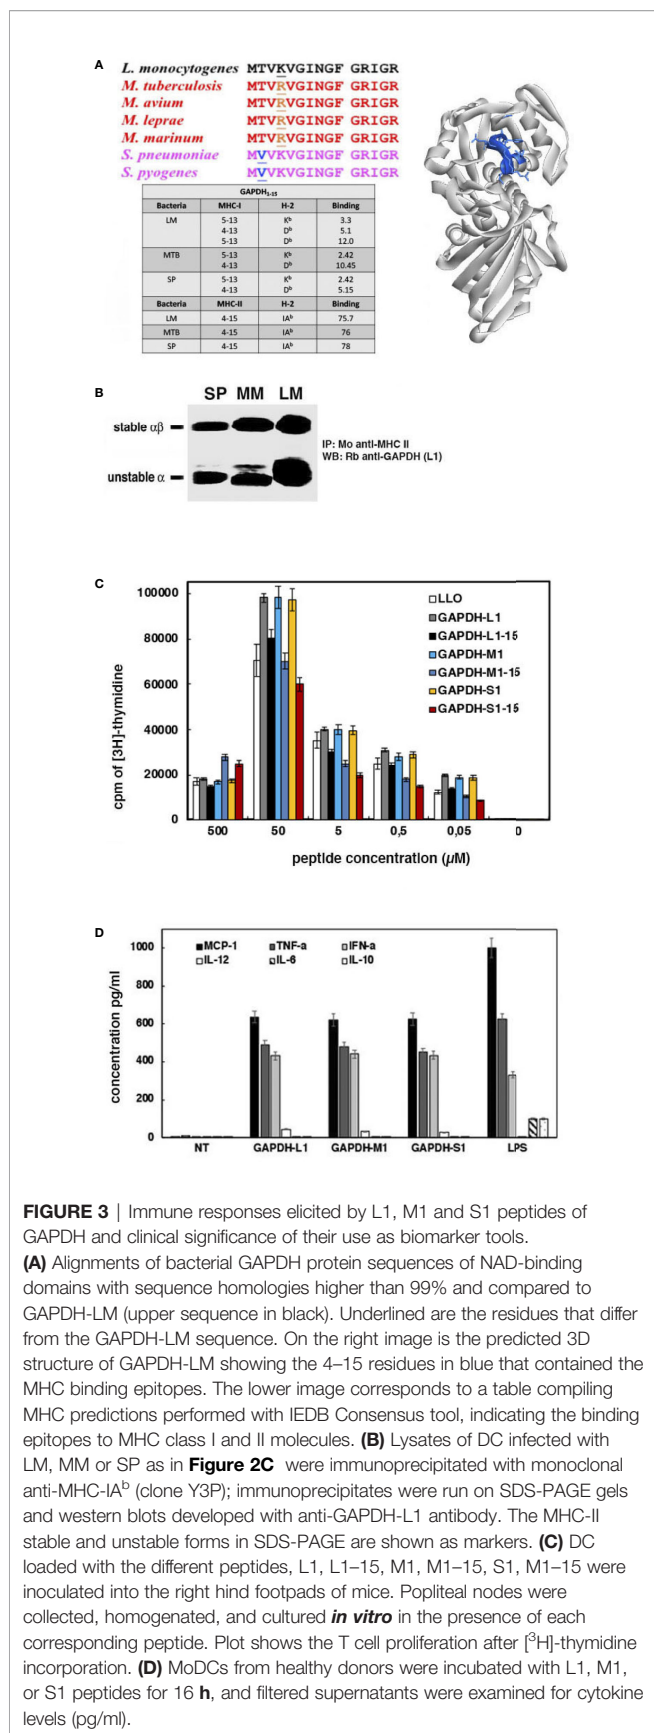 A
L. monocytogenes MTVKVGINGF GRIGR
M. tuberculosis MTVRVGINGF GRIGR
M. avium MTVRVGINGF GRIGR
M. leprae MTVRVGINGF GRIGR
M. marinum MTVRVGINGF GRIGR
S. pneumoniae MVVKVGINGF GRIGR
S. pyogenes MVVKVGINGF GRIGR
GAPDH1-15
Bacteria MHC-I H-2 Binding
LM 5-13 Kb 3.3
4-13 Db 5.1
5-13 Db 12.0
MTB 5-13 Kb 2.42
4-13 Db 10.45
SP 5-13 Kb 2.42
4-13 Db 5.15
Bacteria MHC-II H-2 Binding
LM 4-15 IAb 75.7
MTB 4-15 IAb 76
SP 4-15 IAb 78
B
SP MM LM
stable αβ
unstable α
IP: Mo anti-MHC II
WB: Rb anti-GAPDH (L1)
C
cpm of [3H]-thymidine
100000
80000
60000
40000
20000
0
LLO
GAPDH-L1
GAPDH-L1-15
GAPDH-M1
GAPDH-M1-15
GAPDH-S1
GAPDH-S1-15
500 50 5 0,5 0,05 0
peptide concentration (µM)
D
concentration pg/ml
1000
800
600
400
200
0
MCP-1 TNF-a IFN-a
IL-12 IL-6 IL-10
NT GAPDH-L1 GAPDH-M1 GAPDH-S1 LPS
FIGURE 3 | Immune responses elicited by L1, M1 and S1 peptides of
GAPDH and clinical significance of their use as biomarker tools.
(A) Alignments of bacterial GAPDH protein sequences of NAD-binding
domains with sequence homologies higher than 99% and compared to
GAPDH-LM (upper sequence in black). Underlined are the residues that differ
from the GAPDH-LM sequence. On the right image is the predicted 3D
structure of GAPDH-LM showing the 4–15 residues in blue that contained the
MHC binding epitopes. The lower image corresponds to a table compiling
MHC predictions performed with IEDB Consensus tool, indicating the binding
epitopes to MHC class I and II molecules. (B) Lysates of DC infected with
LM, MM or SP as in Figure 2C were immunoprecipitated with monoclonal
anti-MHC-IAb (clone Y3P); immunoprecipitates were run on SDS-PAGE gels
and western blots developed with anti-GAPDH-L1 antibody. The MHC-II
stable and unstable forms in SDS-PAGE are shown as markers. (C) DC
loaded with the different peptides, L1, L1–15, M1, M1–15, S1, M1–15 were
inoculated into the right hind footpads of mice. Popliteal nodes were
collected, homogenated, and cultured in vitro in the presence of each
corresponding peptide. Plot shows the T cell proliferation after [3H]-thymidine
incorporation. (D) MoDCs from healthy donors were incubated with L1, M1,
or S1 peptides for 16 h, and filtered supernatants were examined for cytokine
levels (pg/ml).